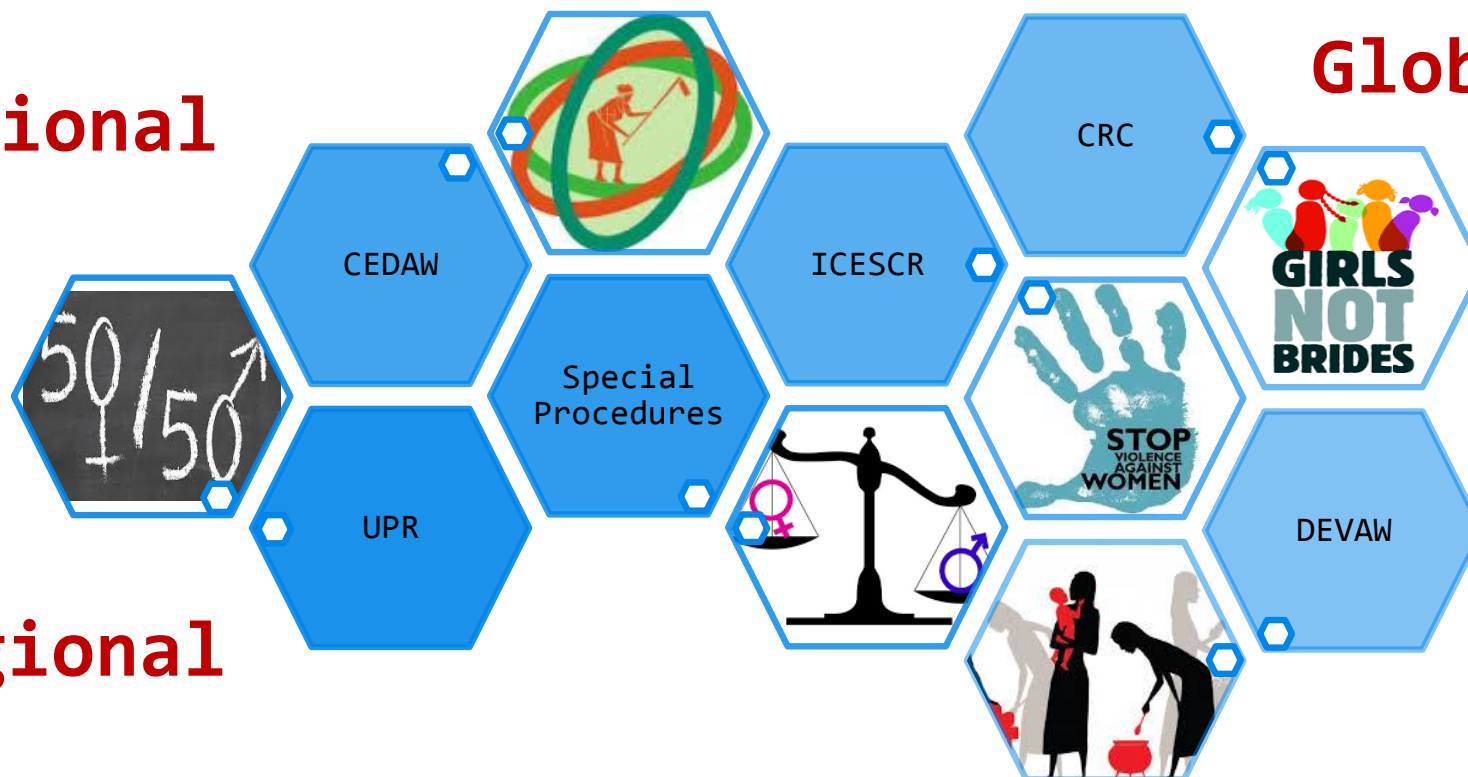 Glob
ional
CRC
CEDAW
ICESCR
GIRLS
NOT
BRIDES
50/50
Special
Procedures
STOP
VIOLENCE
AGAINST
WOMEN
UPR
DEVAW
gional